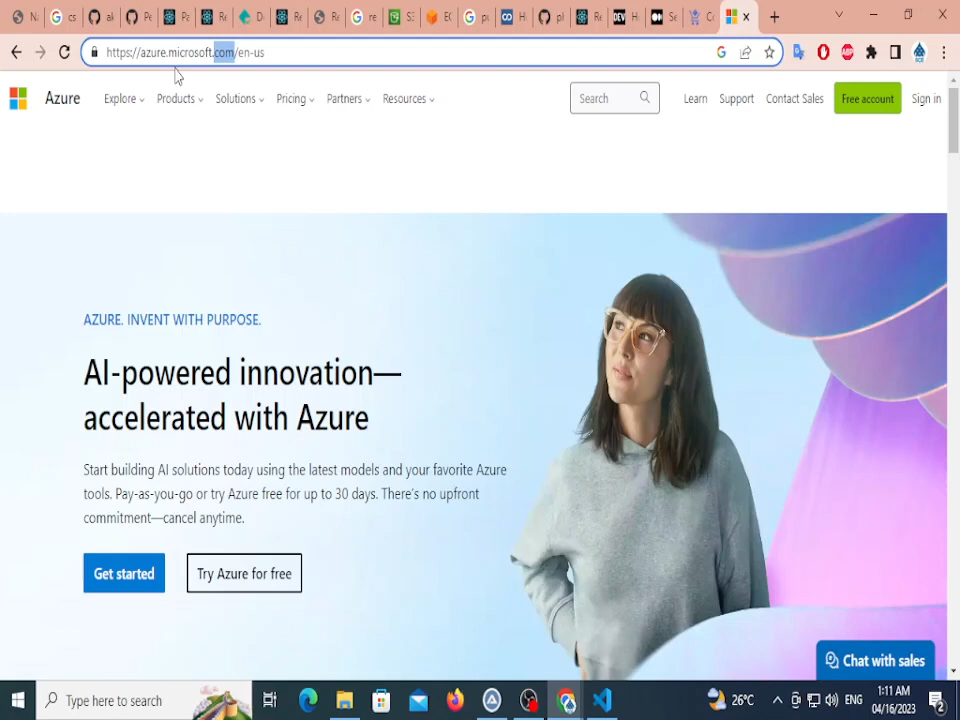 https://azure.microsoft.com/en-us
Azure
Explore
Products
Solutions
Pricing
Partners
Resources
Search
Learn
Support
Contact Sales
Free account
Sign in
AZURE. INVENT WITH PURPOSE.
AI-powered innovation—
accelerated with Azure
Start building AI solutions today using the latest models and your favorite Azure
tools. Pay-as-you-go or try Azure free for up to 30 days. There's no upfront
commitment—cancel anytime.
Get started
Try Azure for free
Chat with sales
Type here to search
26°C
ENG
1:11 AM
04/16/2023
2